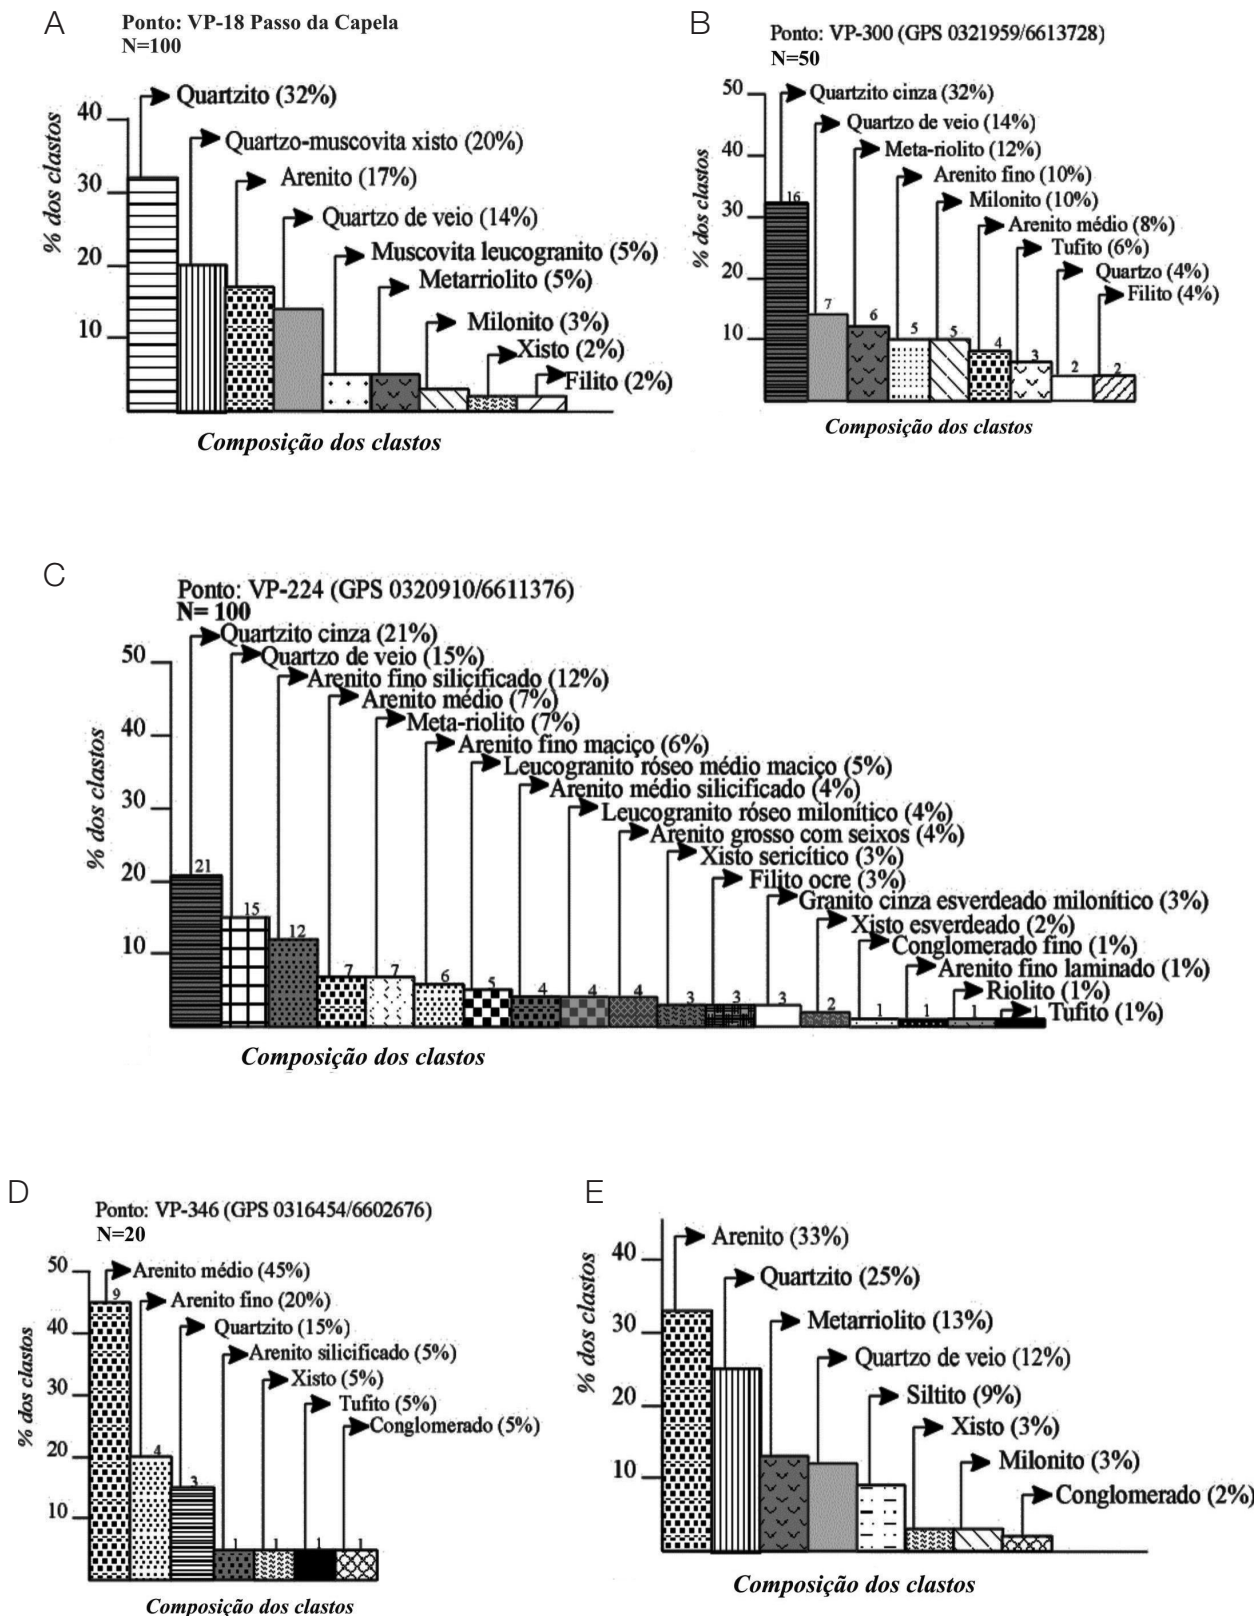 A
Ponto: VP-18 Passo da Capela
N=100
% dos clastos
40
30
20
10
Quartzito (32%)
Quartzo-muscovita xisto (20%)
Arenito (17%)
Quartzo de veio (14%)
Muscovita leucogranito (5%)
Metarriolito (5%)
Milonito (3%)
Xisto (2%)
Filito (2%)
Composição dos clastos
B
Ponto: VP-300 (GPS 0321959/6613728)
N=50
% dos clastos
50
40
30
20
10
Quartzito cinza (32%)
Quartzo de veio (14%)
Meta-riolito (12%)
Arenito fino (10%)
Milonito (10%)
Arenito médio (8%)
Tufito (6%)
Quartzo (4%)
Filito (4%)
16
7
6
5
5
4
3
2
2
Composição dos clastos
C
Ponto: VP-224 (GPS 0320910/6611376)
N= 100
% dos clastos
50
40
30
20
10
Quartzito cinza (21%)
Quartzo de veio (15%)
Arenito fino silicificado (12%)
Arenito médio (7%)
Meta-riolito (7%)
Arenito fino maciço (6%)
Leucogranito róseo médio maciço (5%)
Arenito médio silicificado (4%)
Leucogranito róseo milonítico (4%)
Arenito grosso com seixos (4%)
Xisto sericítico (3%)
Filito ocre (3%)
Granito cinza esverdeado milonítico (3%)
Xisto esverdeado (2%)
Conglomerado fino (1%)
Arenito fino laminado (1%)
Riolito (1%)
Tufito (1%)
21
15
12
7
7
6
5
4
4
4
3
3
3
2
1
1
1
1
Composição dos clastos
D
Ponto: VP-346 (GPS 0316454/6602676)
N=20
% dos clastos
50
40
30
20
10
Arenito médio (45%)
Arenito fino (20%)
Quartzito (15%)
Arenito silicificado (5%)
Xisto (5%)
Tufito (5%)
Conglomerado (5%)
9
4
3
1
1
1
1
Composição dos clastos
E
% dos clastos
40
30
20
10
Arenito (33%)
Quartzito (25%)
Metarriolito (13%)
Quartzo de veio (12%)
Siltito (9%)
Xisto (3%)
Milonito (3%)
Conglomerado (2%)
Composição dos clastos